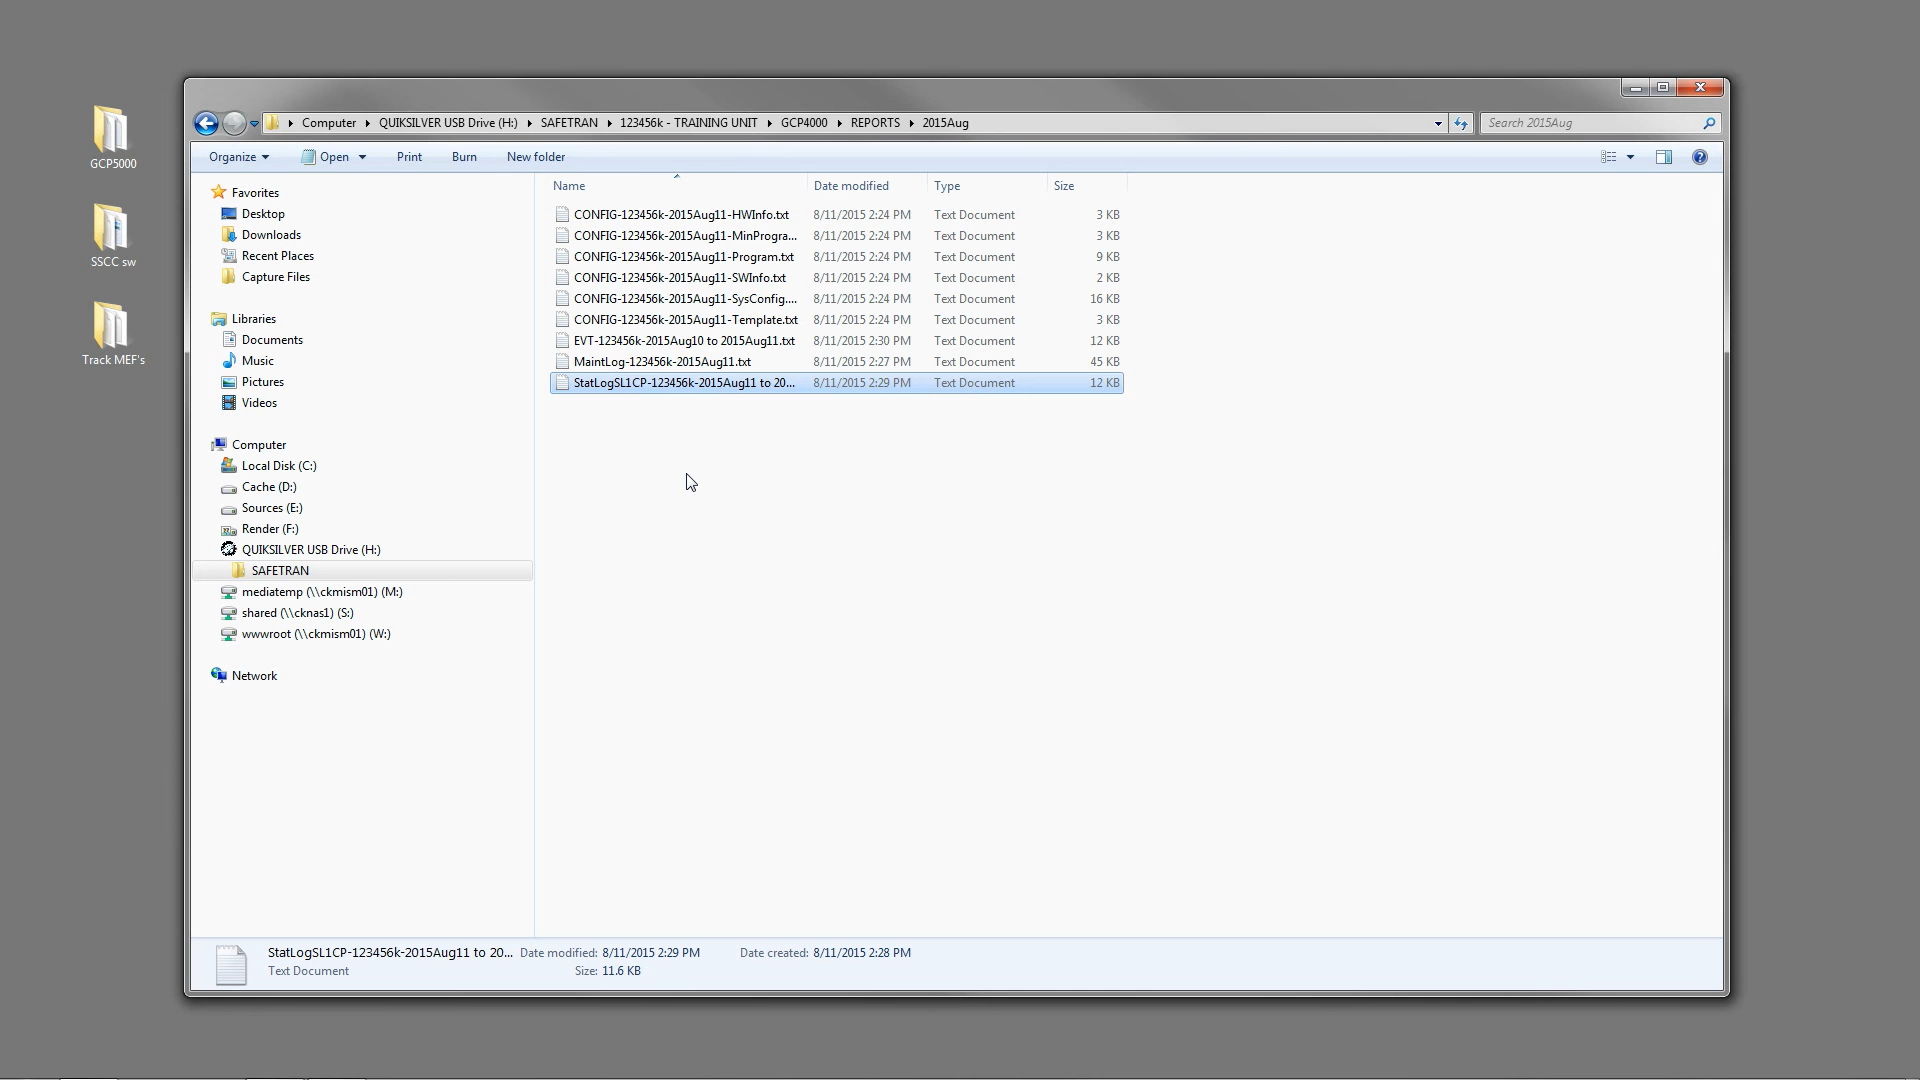 GCP5000
SSCC sw
Track MEF's
Computer QUIKSILVER USB Drive (H:) SAFETRAN 123456k - TRAINING UNIT GCP4000 REPORTS 2015Aug
Search 2015Aug
Organize Open Print Burn New folder
Favorites
Desktop
Downloads
Recent Places
Capture Files
Libraries
Documents
Music
Pictures
Videos
Computer
Local Disk (C:)
Cache (D:)
Sources (E:)
Render (F:)
QUIKSILVER USB Drive (H:)
SAFETRAN
mediatemp (\\ckmism01) (M:)
shared (\\cknas1) (S:)
wwwroot (\\ckmism01) (W:)
Network
Name Date modified Type Size
CONFIG-123456k-2015Aug11-HWInfo.txt 8/11/2015 2:24 PM Text Document 3 KB
CONFIG-123456k-2015Aug11-MinProgra... 8/11/2015 2:24 PM Text Document 3 KB
CONFIG-123456k-2015Aug11-Program.txt 8/11/2015 2:24 PM Text Document 9 KB
CONFIG-123456k-2015Aug11-SWInfo.txt 8/11/2015 2:24 PM Text Document 2 KB
CONFIG-123456k-2015Aug11-SysConfig.... 8/11/2015 2:24 PM Text Document 16 KB
CONFIG-123456k-2015Aug11-Template.txt 8/11/2015 2:24 PM Text Document 3 KB
EVT-123456k-2015Aug10 to 2015Aug11.txt 8/11/2015 2:30 PM Text Document 12 KB
MaintLog-123456k-2015Aug11.txt 8/11/2015 2:27 PM Text Document 45 KB
StatLogSL1CP-123456k-2015Aug11 to 20... 8/11/2015 2:29 PM Text Document 12 KB
StatLogSL1CP-123456k-2015Aug11 to 20... Date modified: 8/11/2015 2:29 PM Date created: 8/11/2015 2:28 PM
Text Document Size: 11.6 KB